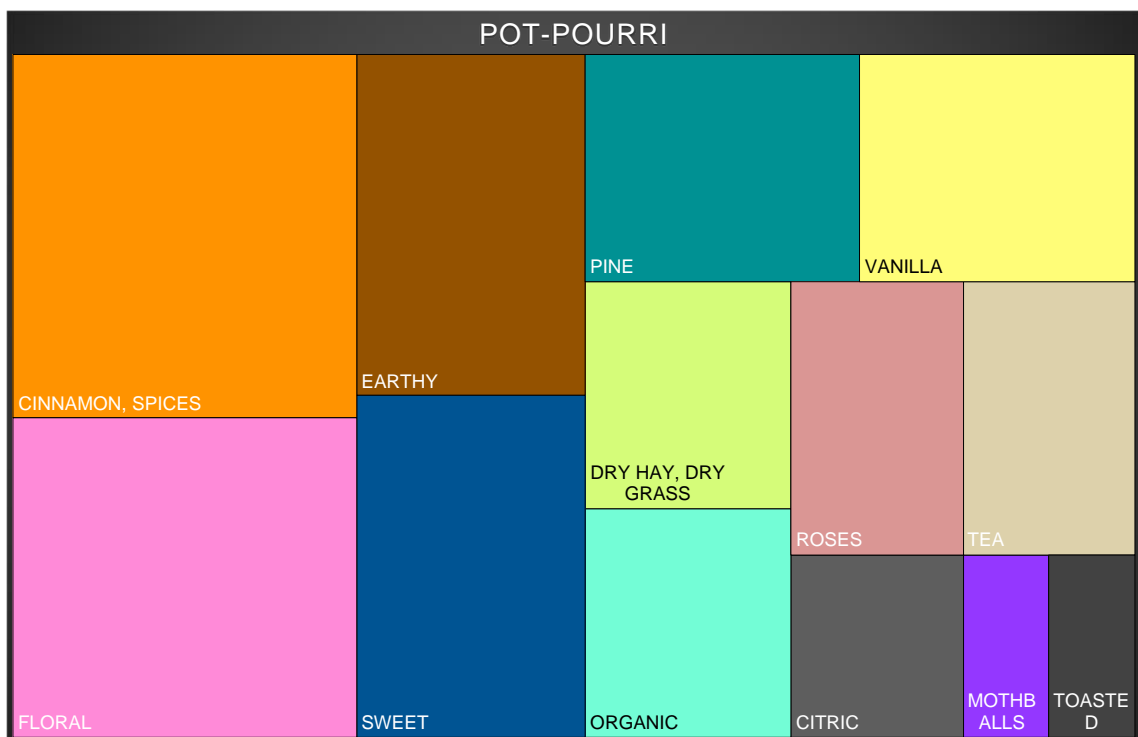 POT-POURRI
PINE
VANILLA
EARTHY
CINNAMON, SPICES
DRY HAY, DRY
GRASS
ROSES
TEA
FLORAL
SWEET
ORGANIC
CITRIC
MOTHB
ALLS
TOASTE
D